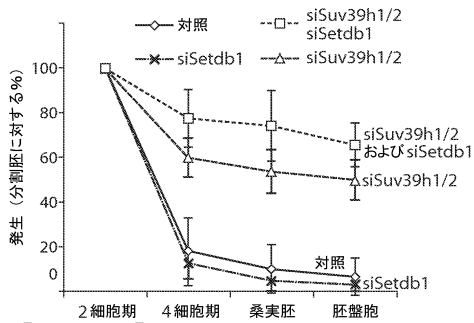 対照
siSetdb1
siSuv39h1/2
siSetdb1
siSuv39h1/2
発生（分割胚に対する%）
100
80
60
40
20
0
siSuv39h1/2
およびsiSetdb1
siSuv39h1/2
対照
siSetdb1
２細胞期
４細胞期
桑実胚
胚盤胞